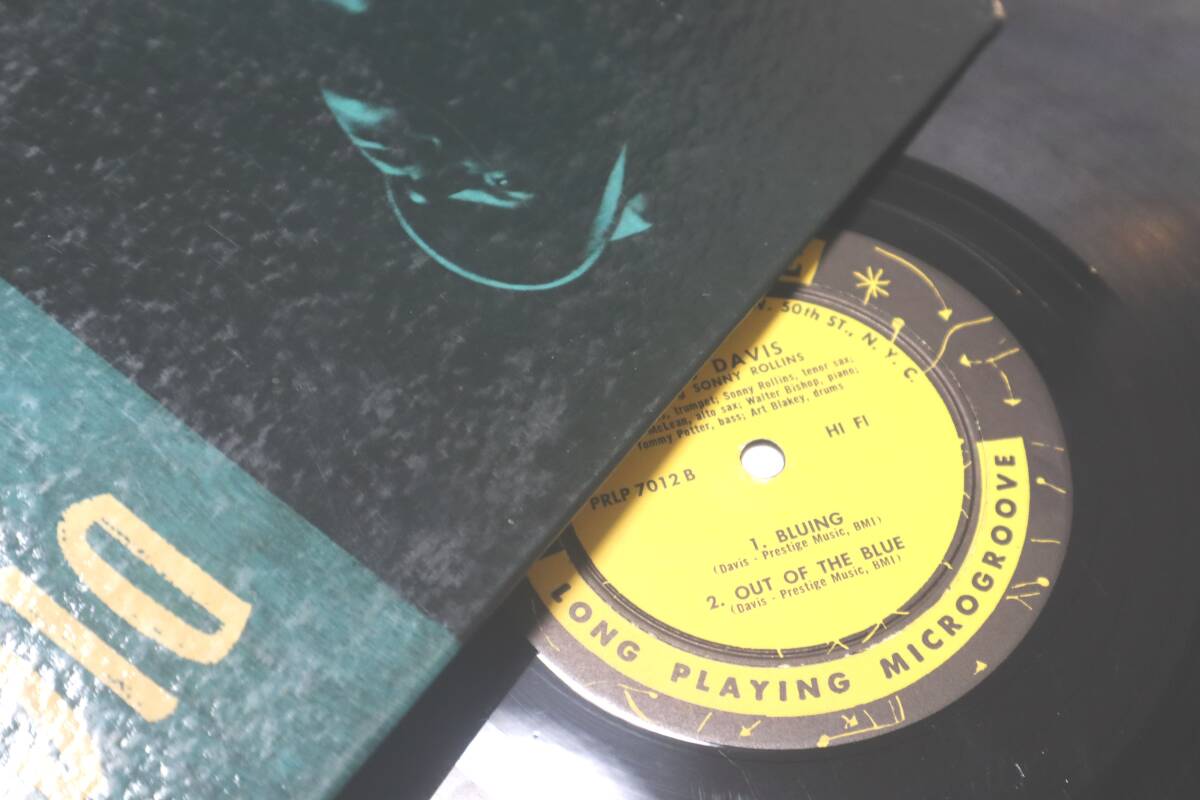 50th ST., N.Y.C.
DAVIS
SONNY ROLLINS
trumpet; Sonny Rollins, tenor sax;
McLean, alto sax; Walter Bishop, piano;
Tommy Potter, bass; Art Blakey, drums
HI FI
PRLP 7012 B
1. BLUING
(Davis - Prestige Music, BMI)
2. OUT OF THE BLUE
(Davis - Prestige Music, BMI)
LONG PLAYING MICROGROOVE